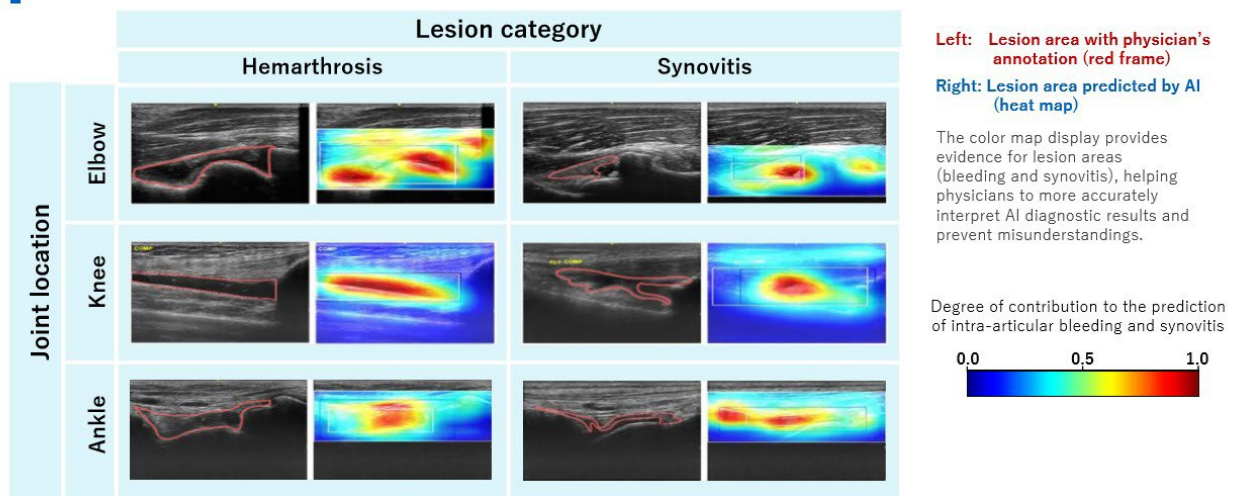 Lesion category
Hemarthrosis
Synovitis
Joint location
Elbow
Knee
COMP
COMP
Ankle
Left: Lesion area with physician's
annotation (red frame)
Right: Lesion area predicted by AI
(heat map)
The color map display provides
evidence for lesion areas
(bleeding and synovitis), helping
physicians to more accurately
interpret AI diagnostic results and
prevent misunderstandings.
Degree of contribution to the prediction
of intra-articular bleeding and synovitis
0.0
0.5
1.0